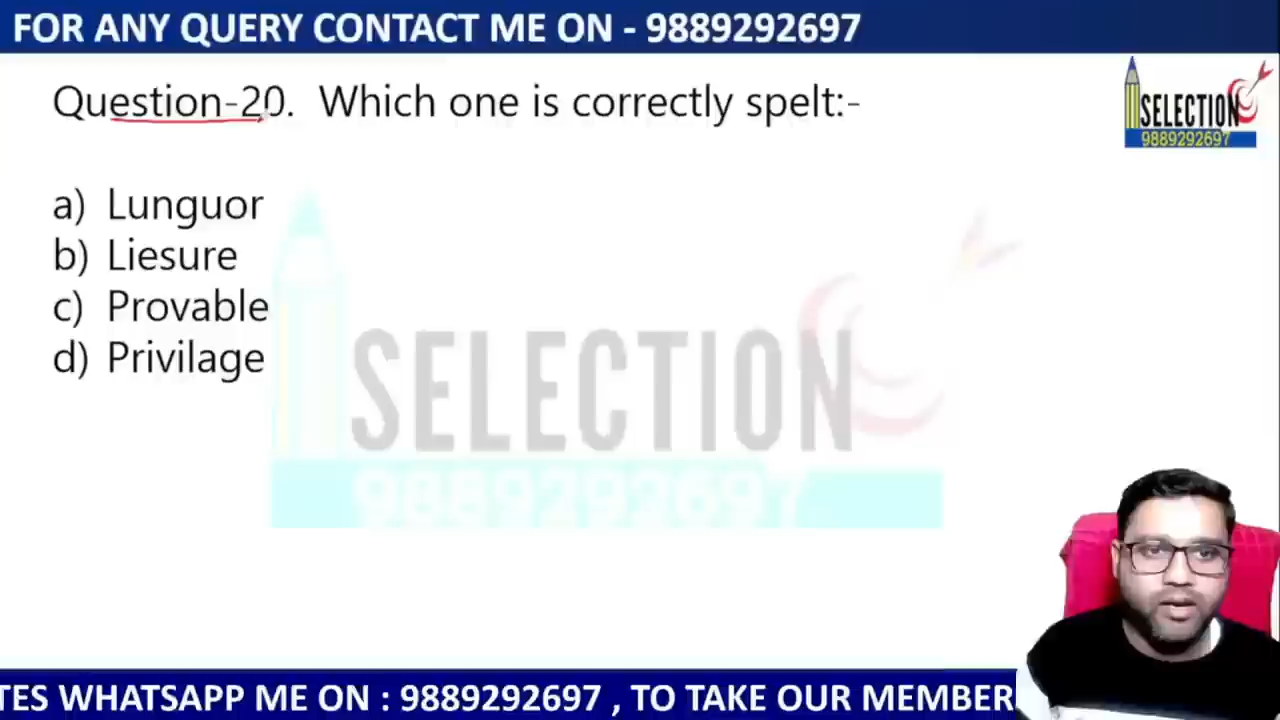 FOR ANY QUERY CONTACT ME ON - 9889292697
Question-20. Which one is correctly spelt:-
SELECTION
9889292697
a) Lunguor
b) Liesure
c) Provable
d) Privilage
SELECTION
9889292697
TES WHATSAPP ME ON : 9889292697 , TO TAKE OUR MEMBER